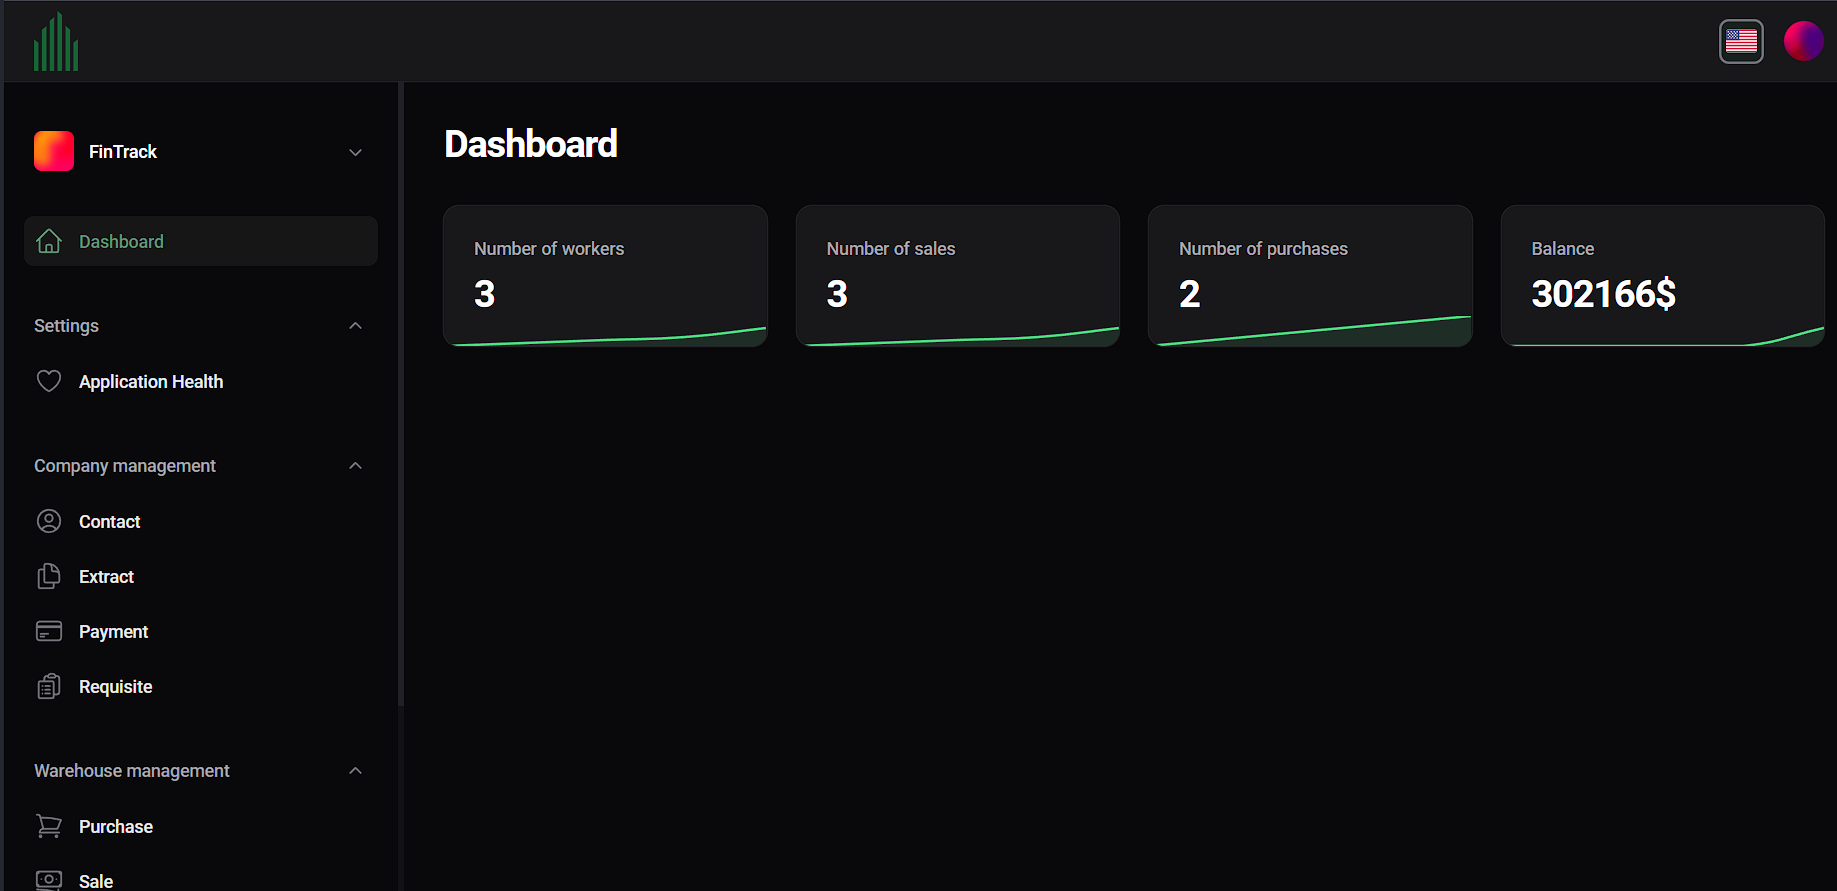 FinTrack
Dashboard
Settings
Application Health
Company management
Contact
Extract
Payment
Requisite
Warehouse management
Purchase
Sale
Dashboard
Number of workers
3
Number of sales
3
Number of purchases
2
Balance
302166$